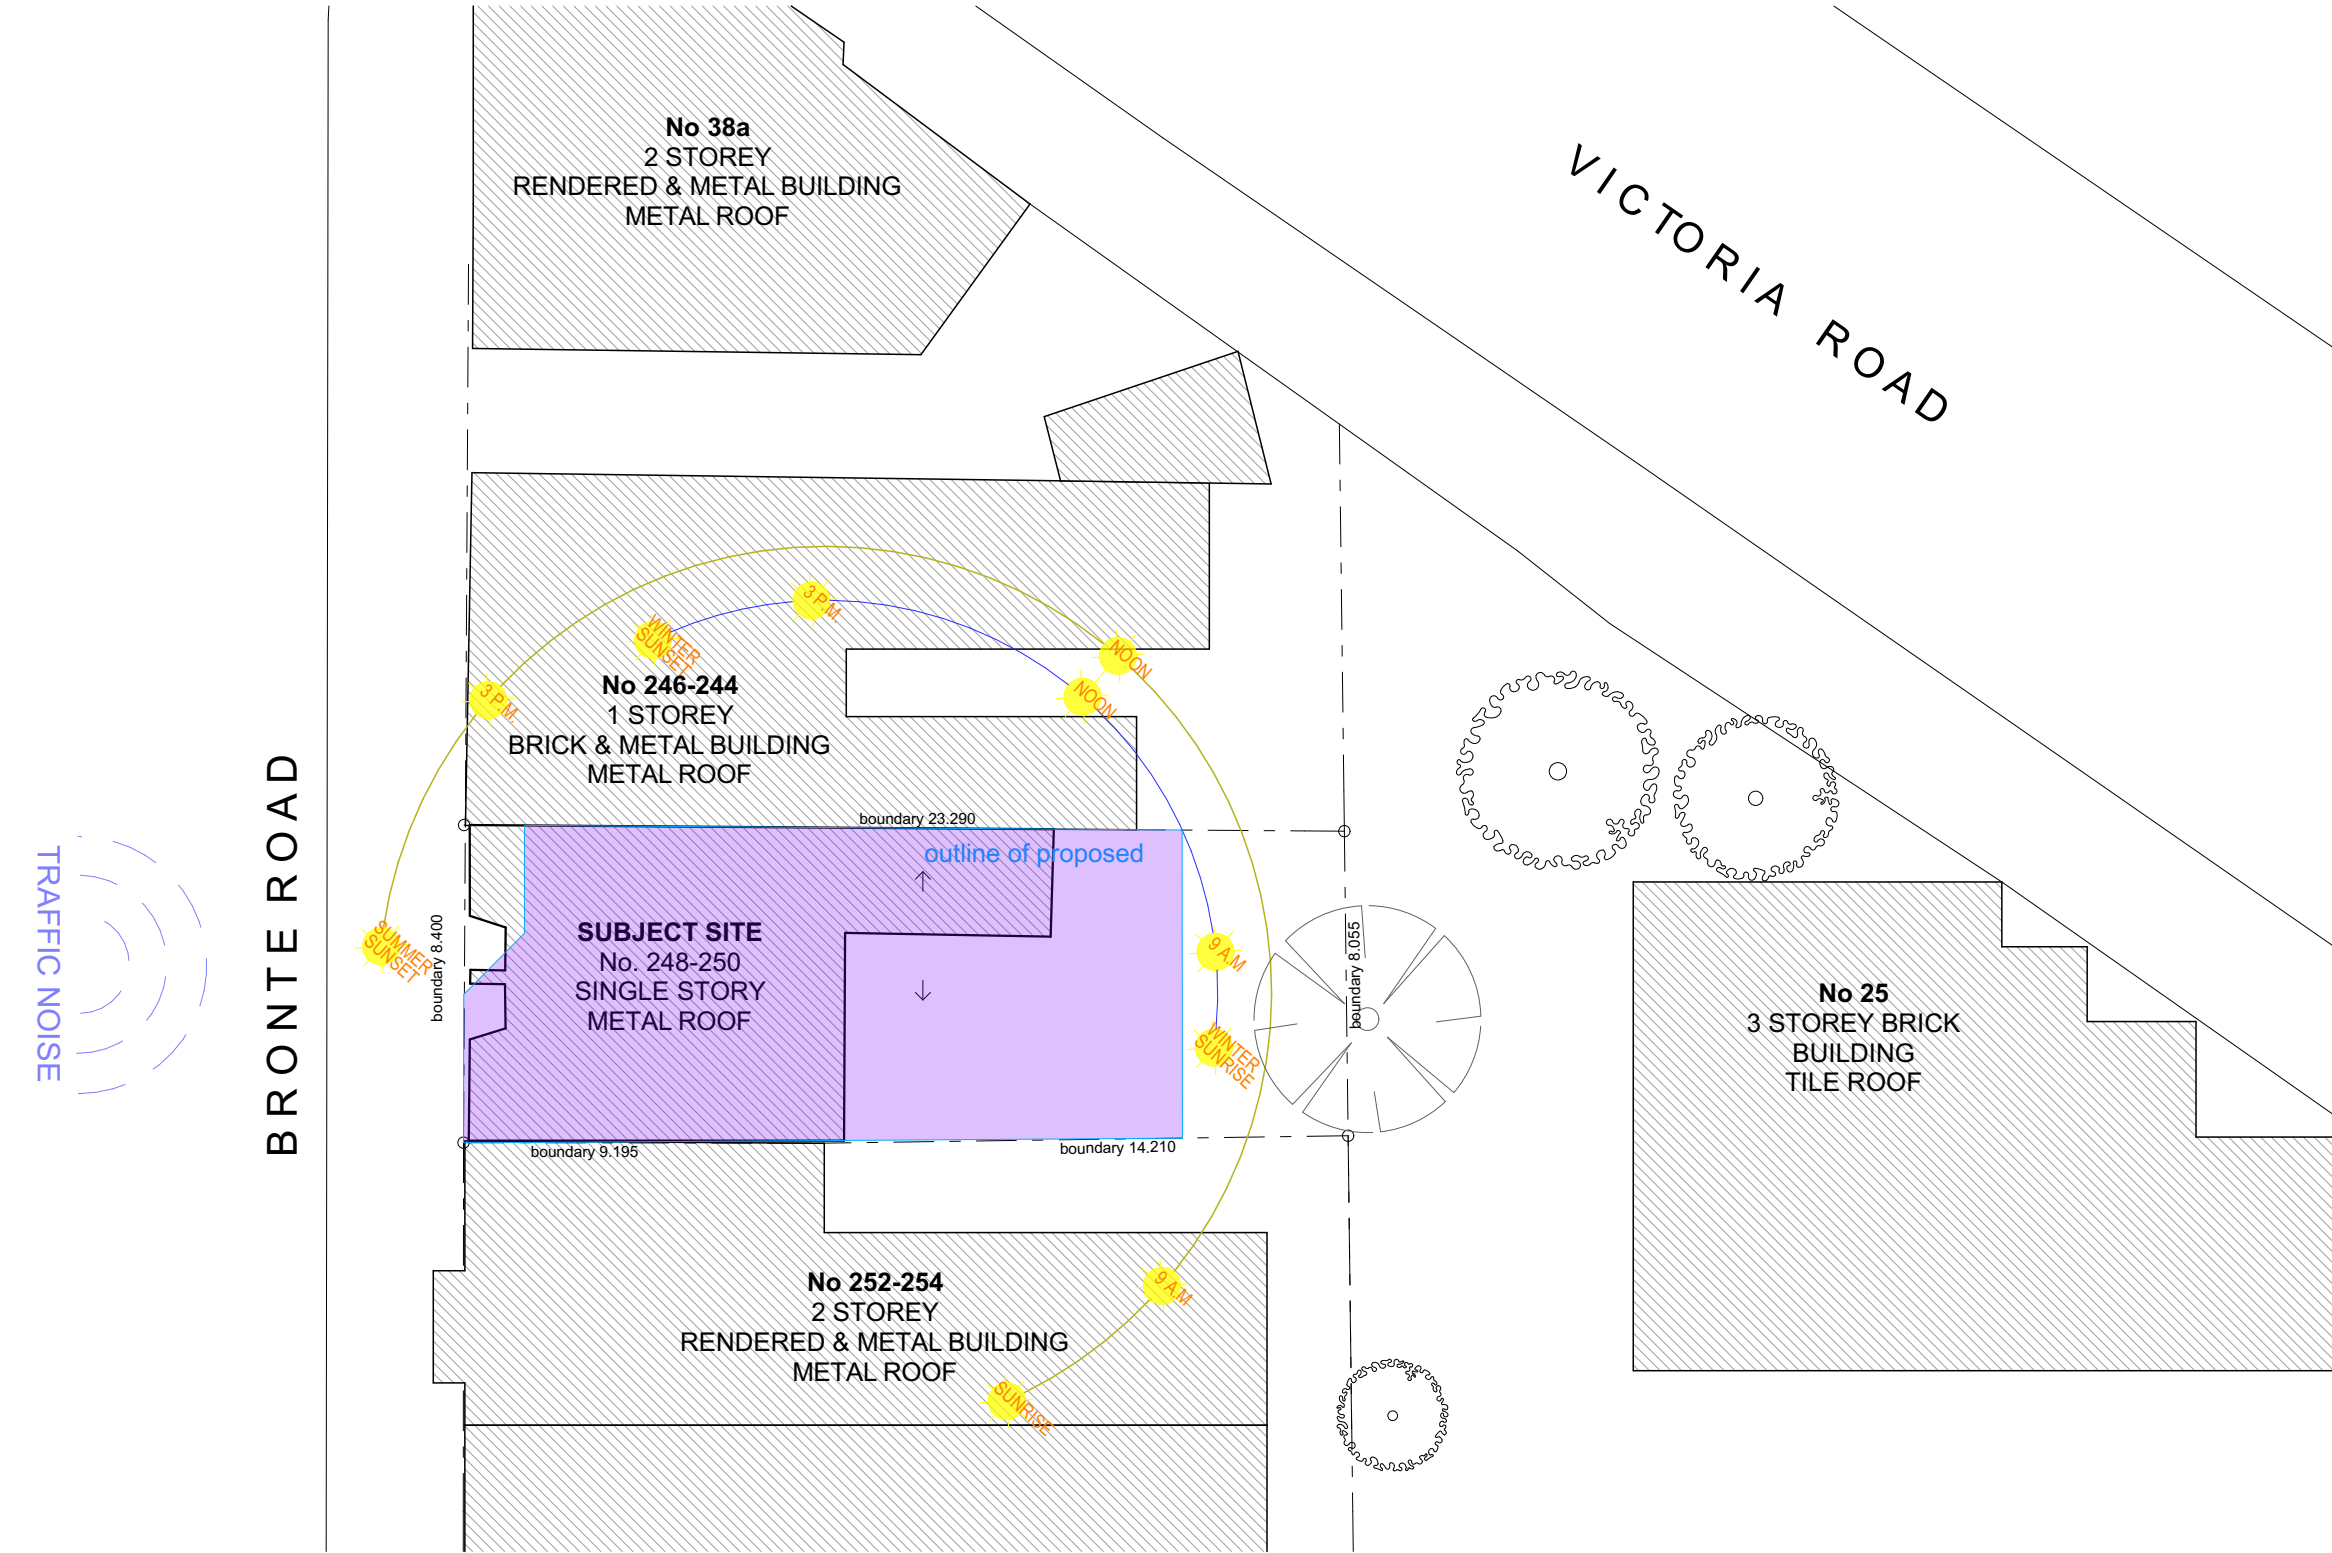 No 38a
2 STOREY
RENDERED & METAL BUILDING
METAL ROOF
VICTORIA ROAD
3 P.M.
WINTER
SUNSET
NOON
NOON
3 P.M.
No 246-244
1 STOREY
BRICK & METAL BUILDING
METAL ROOF
boundary 23.290
outline of proposed
TRAFFIC NOISE
BRONTE ROAD
SUMMER
SUNSET
boundary 8.400
SUBJECT SITE
No. 248-250
SINGLE STORY
METAL ROOF
9 A.M
WINTER
SUNRISE
boundary 8.055
No 25
3 STOREY BRICK
BUILDING
TILE ROOF
boundary 9.195
boundary 14.210
No 252-254
2 STOREY
RENDERED & METAL BUILDING
METAL ROOF
9 A.M
SUNRISE